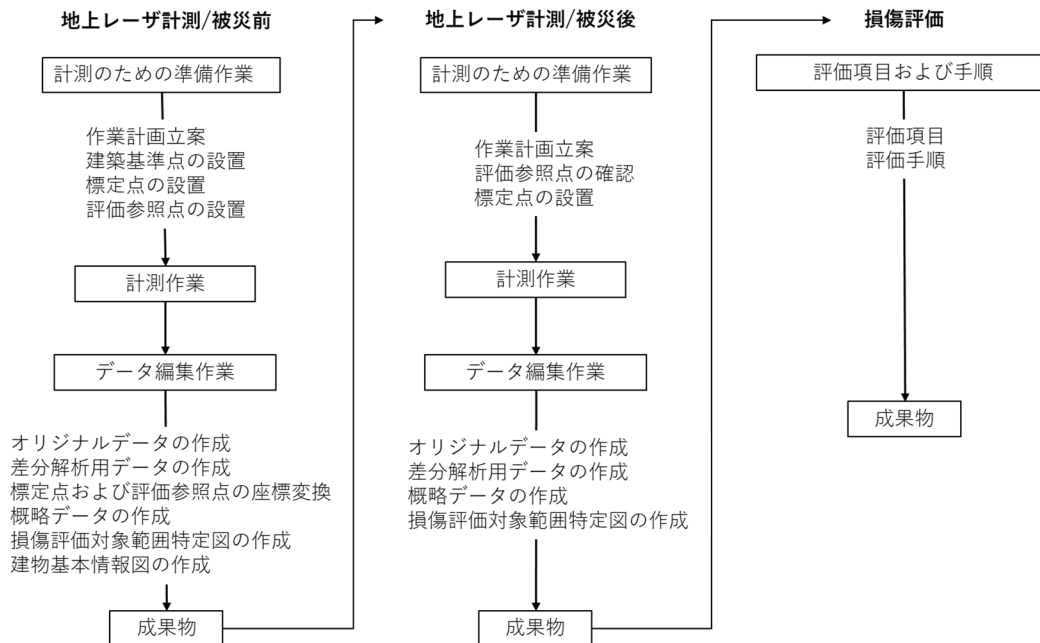 地上レーザ計測/被災前
計測のための準備作業
作業計画立案
建築基準点の設置
標定点の設置
評価参照点の設置
計測作業
データ編集作業
オリジナルデータの作成
差分解析用データの作成
標定点および評価参照点の座標変換
概略データの作成
損傷評価対象範囲特定図の作成
建物基本情報図の作成
成果物
地上レーザ計測/被災後
計測のための準備作業
作業計画立案
評価参照点の確認
標定点の設置
計測作業
データ編集作業
オリジナルデータの作成
差分解析用データの作成
概略データの作成
損傷評価対象範囲特定図の作成
成果物
損傷評価
評価項目および手順
評価項目
評価手順
成果物